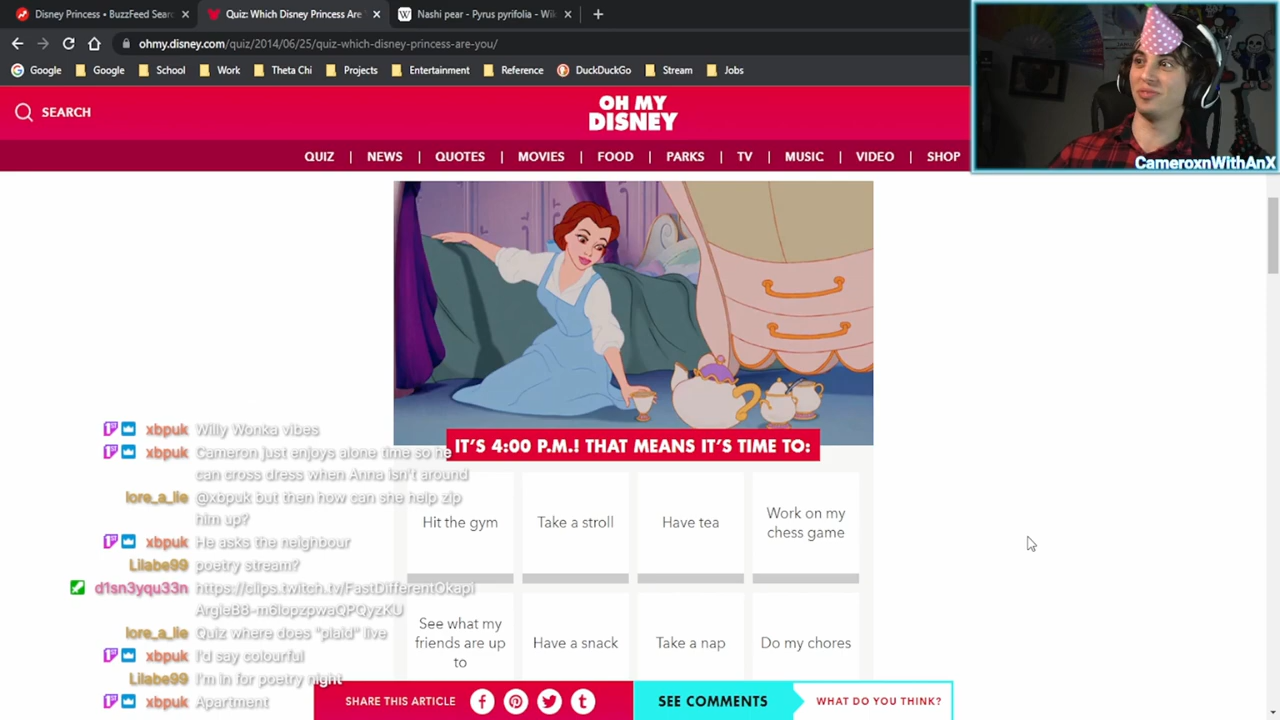 Disney Princess • BuzzFeed Sear
Quiz: Which Disney Princess Are
Nashi pear - Pyrus pyrifolia - Wik
ohmy.disney.com/quiz/2014/06/25/quiz-which-disney-princess-are-you/
Google Google School Work Theta Chi Projects Entertainment Reference DuckDuckGo Stream Jobs
CameroxnWithAnX
SEARCH
OH MY
DISNEY
QUIZ | NEWS | QUOTES | MOVIES | FOOD | PARKS | TV | MUSIC | VIDEO | SHOP
IT'S 4:00 P.M.! THAT MEANS IT'S TIME TO:
Hit the gym
Take a stroll
Have tea
Work on my
chess game
See what my
friends are up
to
Have a snack
Take a nap
Do my chores
xbpuk Willy Wonka vibes
xbpuk Cameron just enjoys alone time so he
can cross dress when Anna isn't around
lore_a_lie @xbpuk but then how can she help zip
him up?
xbpuk He asks the neighbour
Lilabe99 poetry stream?
d1sn3yqu33n https://clips.twitch.tv/FastDifferentOkapi
ArgieB8-m6lopzpwaQPQyzKU
lore_a_lie Quiz where does "plaid" live
xbpuk I'd say colourful
Lilabe99 I'm in for poetry night
xbpuk Apartment
SHARE THIS ARTICLE
SEE COMMENTS
WHAT DO YOU THINK?